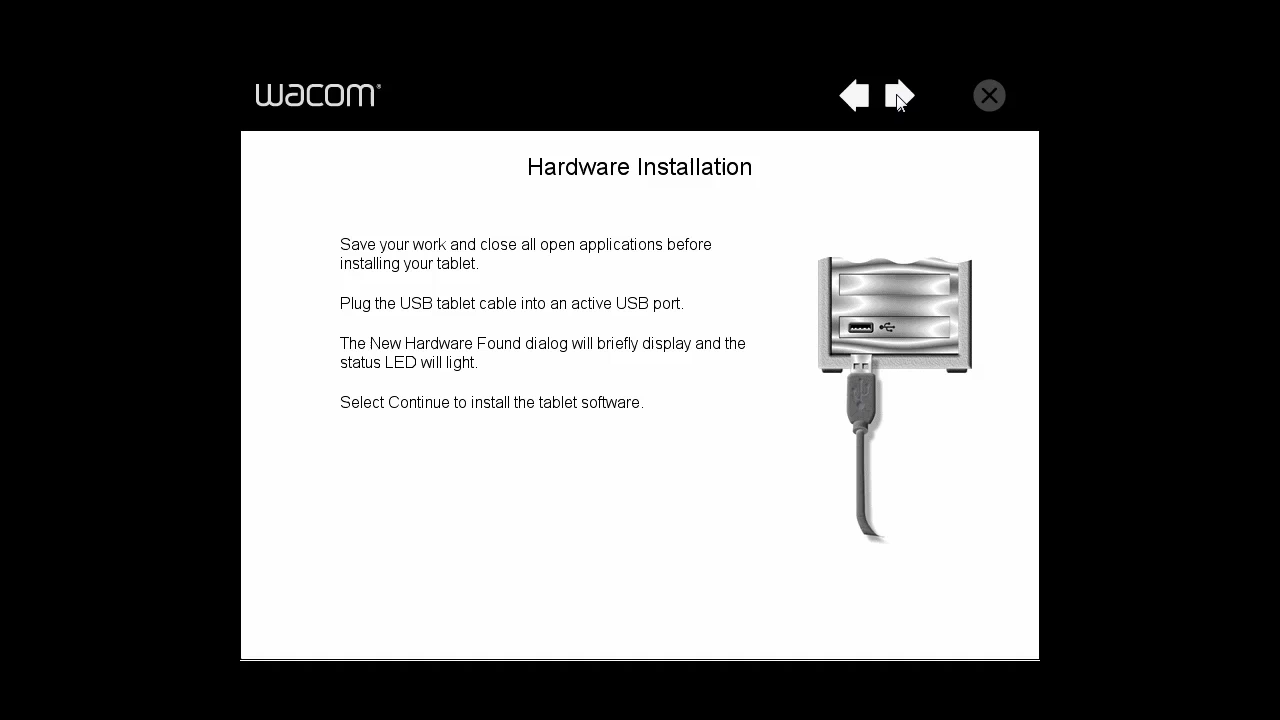 wacom®
Hardware Installation
Save your work and close all open applications before
installing your tablet.
Plug the USB tablet cable into an active USB port.
The New Hardware Found dialog will briefly display and the
status LED will light.
Select Continue to install the tablet software.